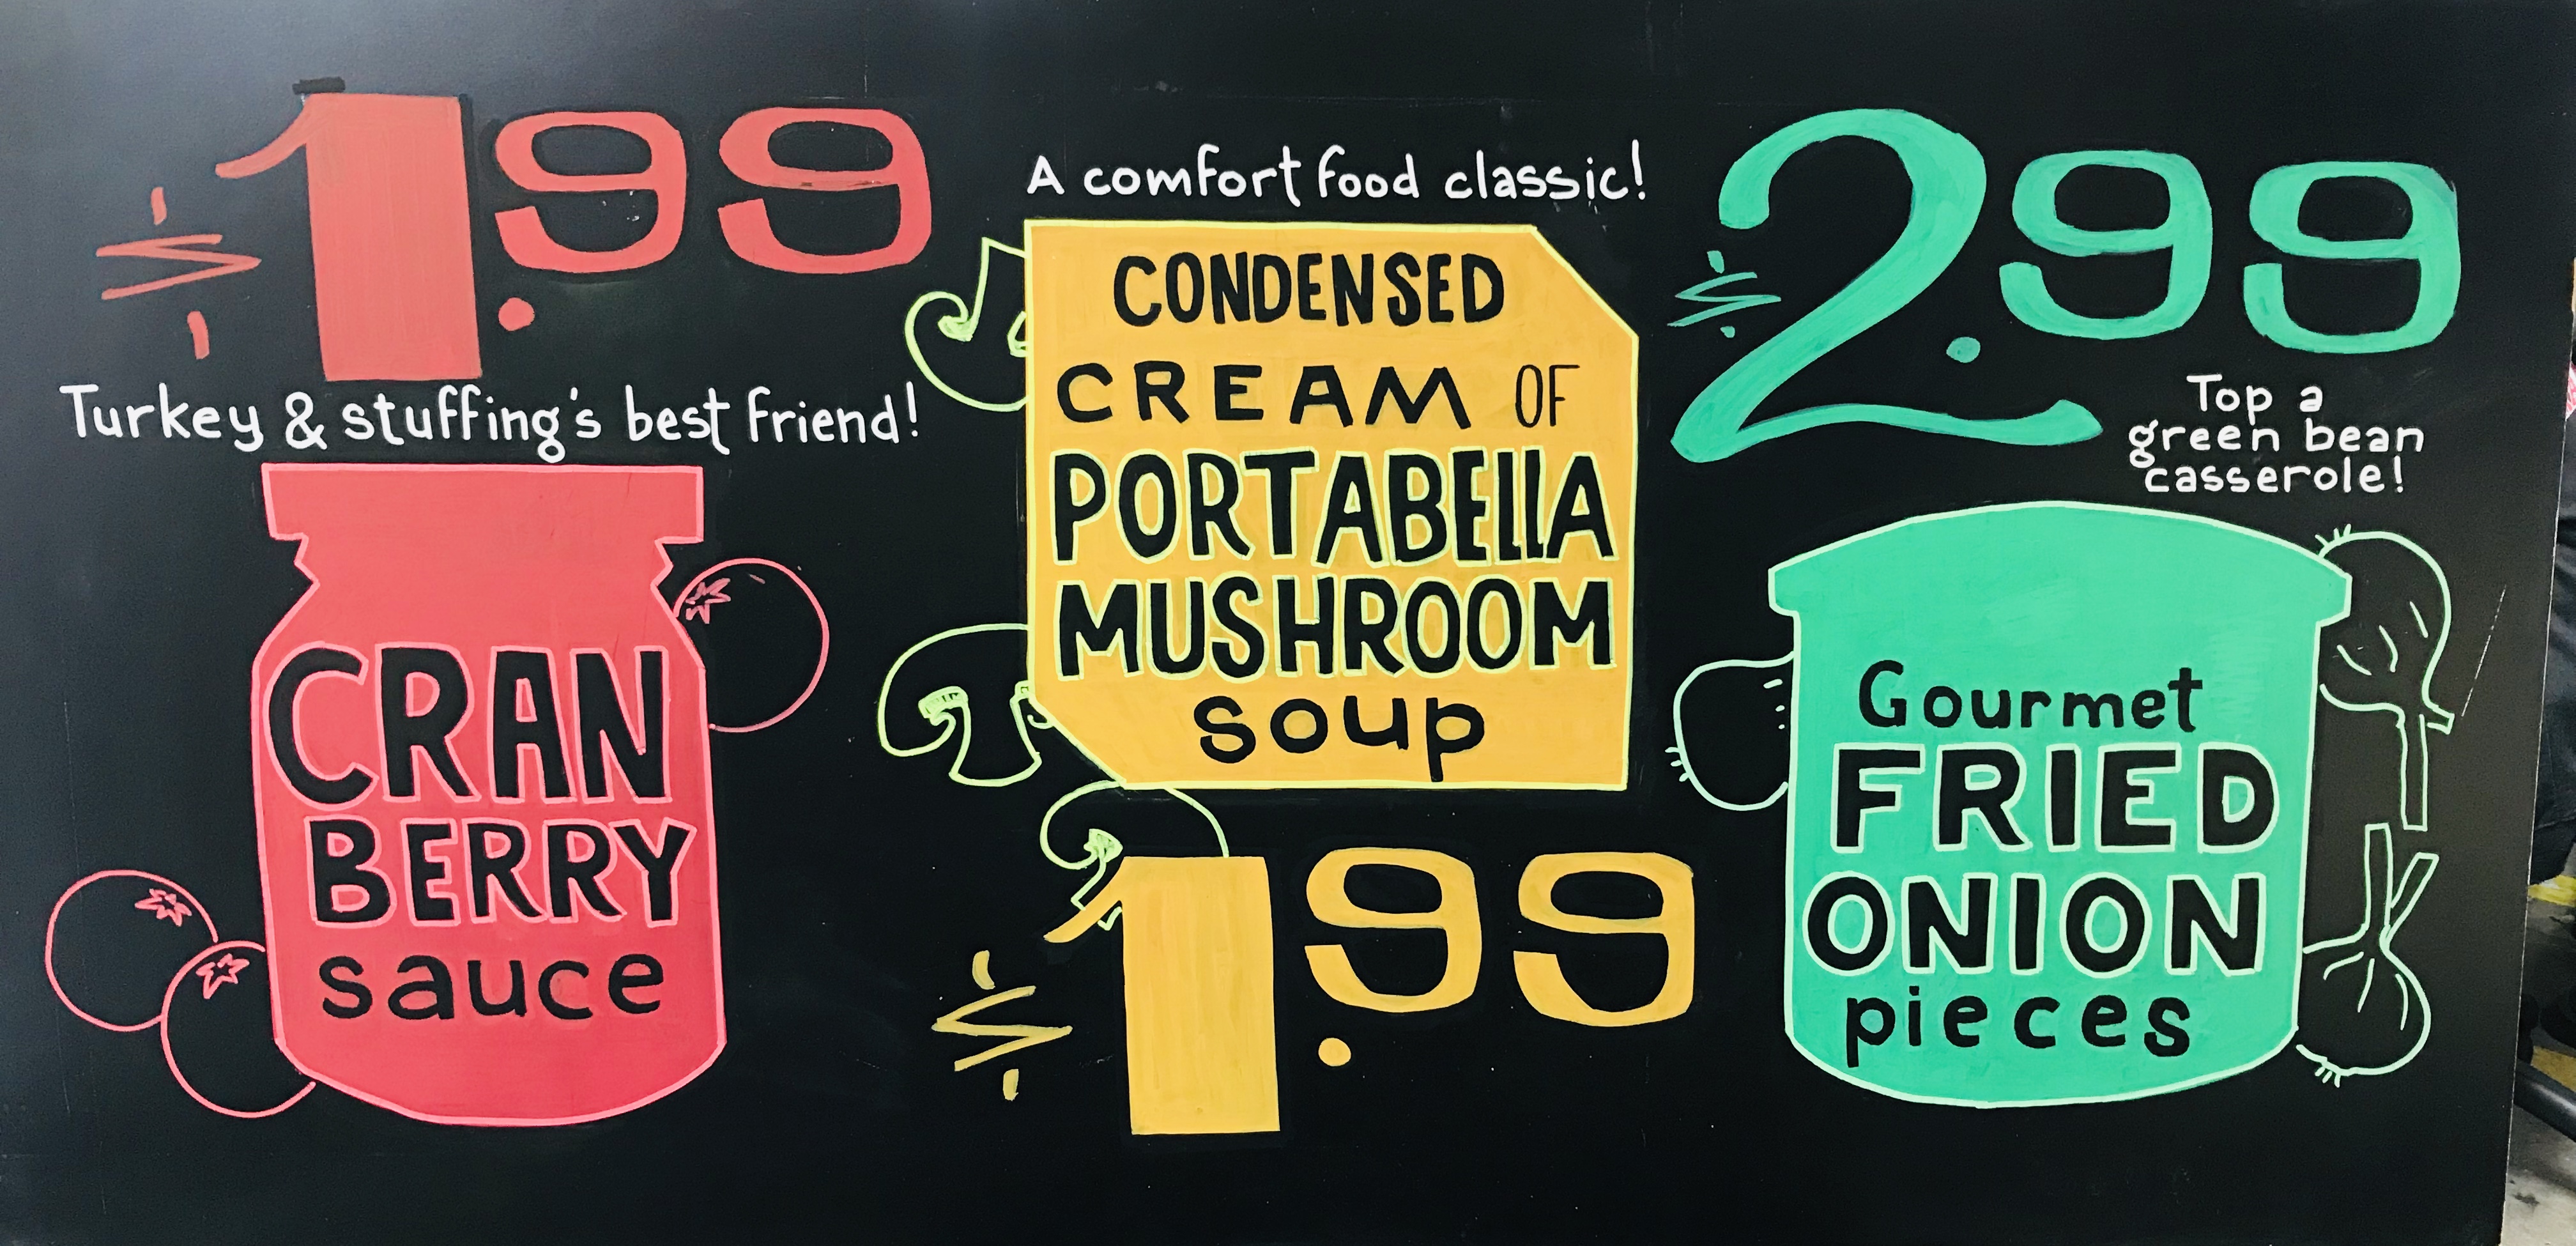 $1.99
Turkey & stuffing's best friend!
CRAN
BERRY
sauce
A comfort food classic!
CONDENSED
CREAM OF
PORTABELLA
MUSHROOM
soup
$1.99
$2.99
Top a
green bean
casserole!
Gourmet
FRIED
ONION
pieces